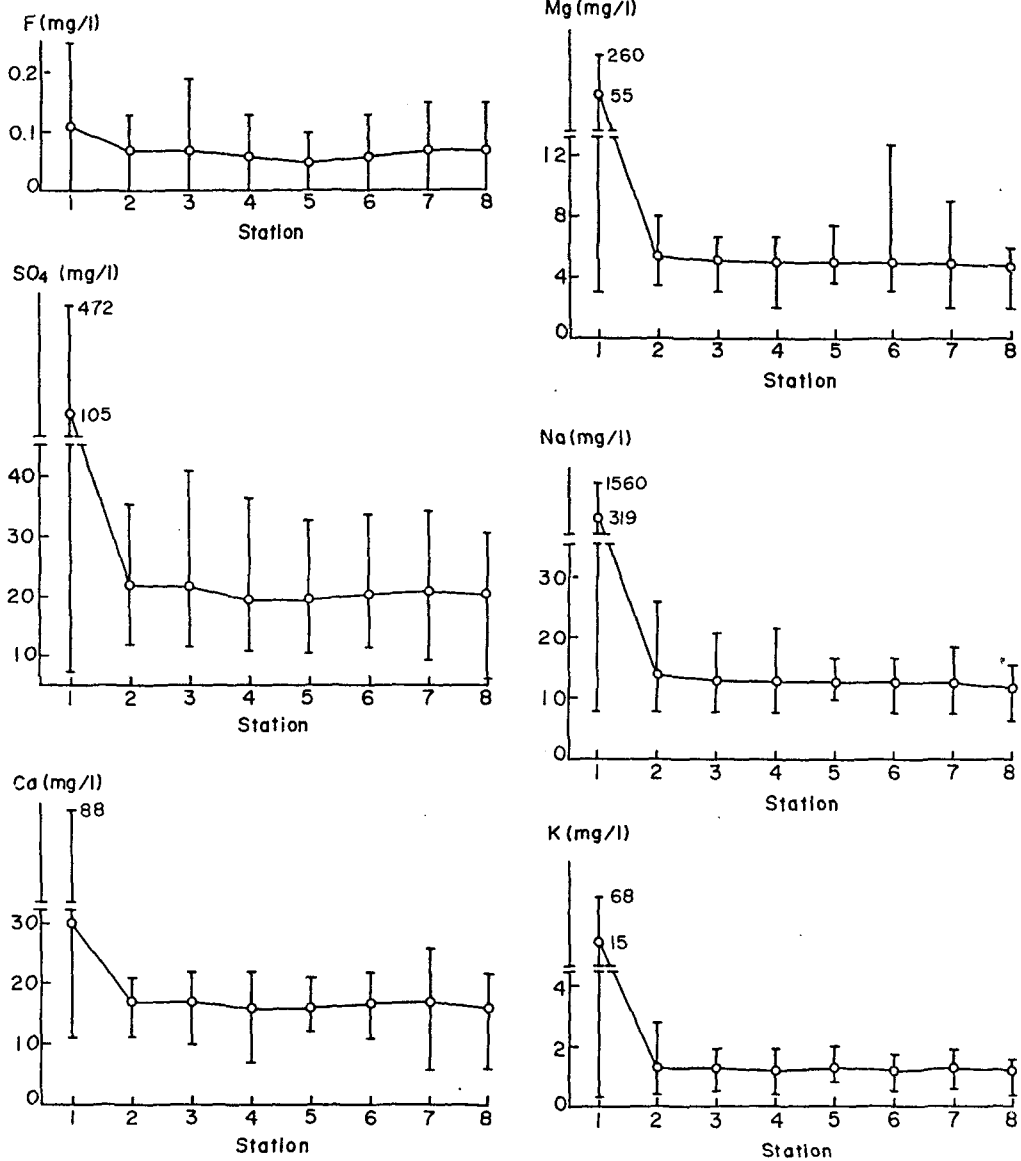 F (mg/l)
0.2
0.1
0
1 2 3 4 5 6 7 8
Station
SO4 (mg/l)
472
105
40
30
20
10
1 2 3 4 5 6 7 8
Station
Ca (mg/l)
88
30
20
10
0
1 2 3 4 5 6 7 8
Station
Mg (mg/l)
260
55
12
8
4
0
1 2 3 4 5 6 7 8
Station
Na (mg/l)
1560
319
30
20
10
0
1 2 3 4 5 6 7 8
Station
K (mg/l)
68
15
4
2
0
1 2 3 4 5 6 7 8
Station